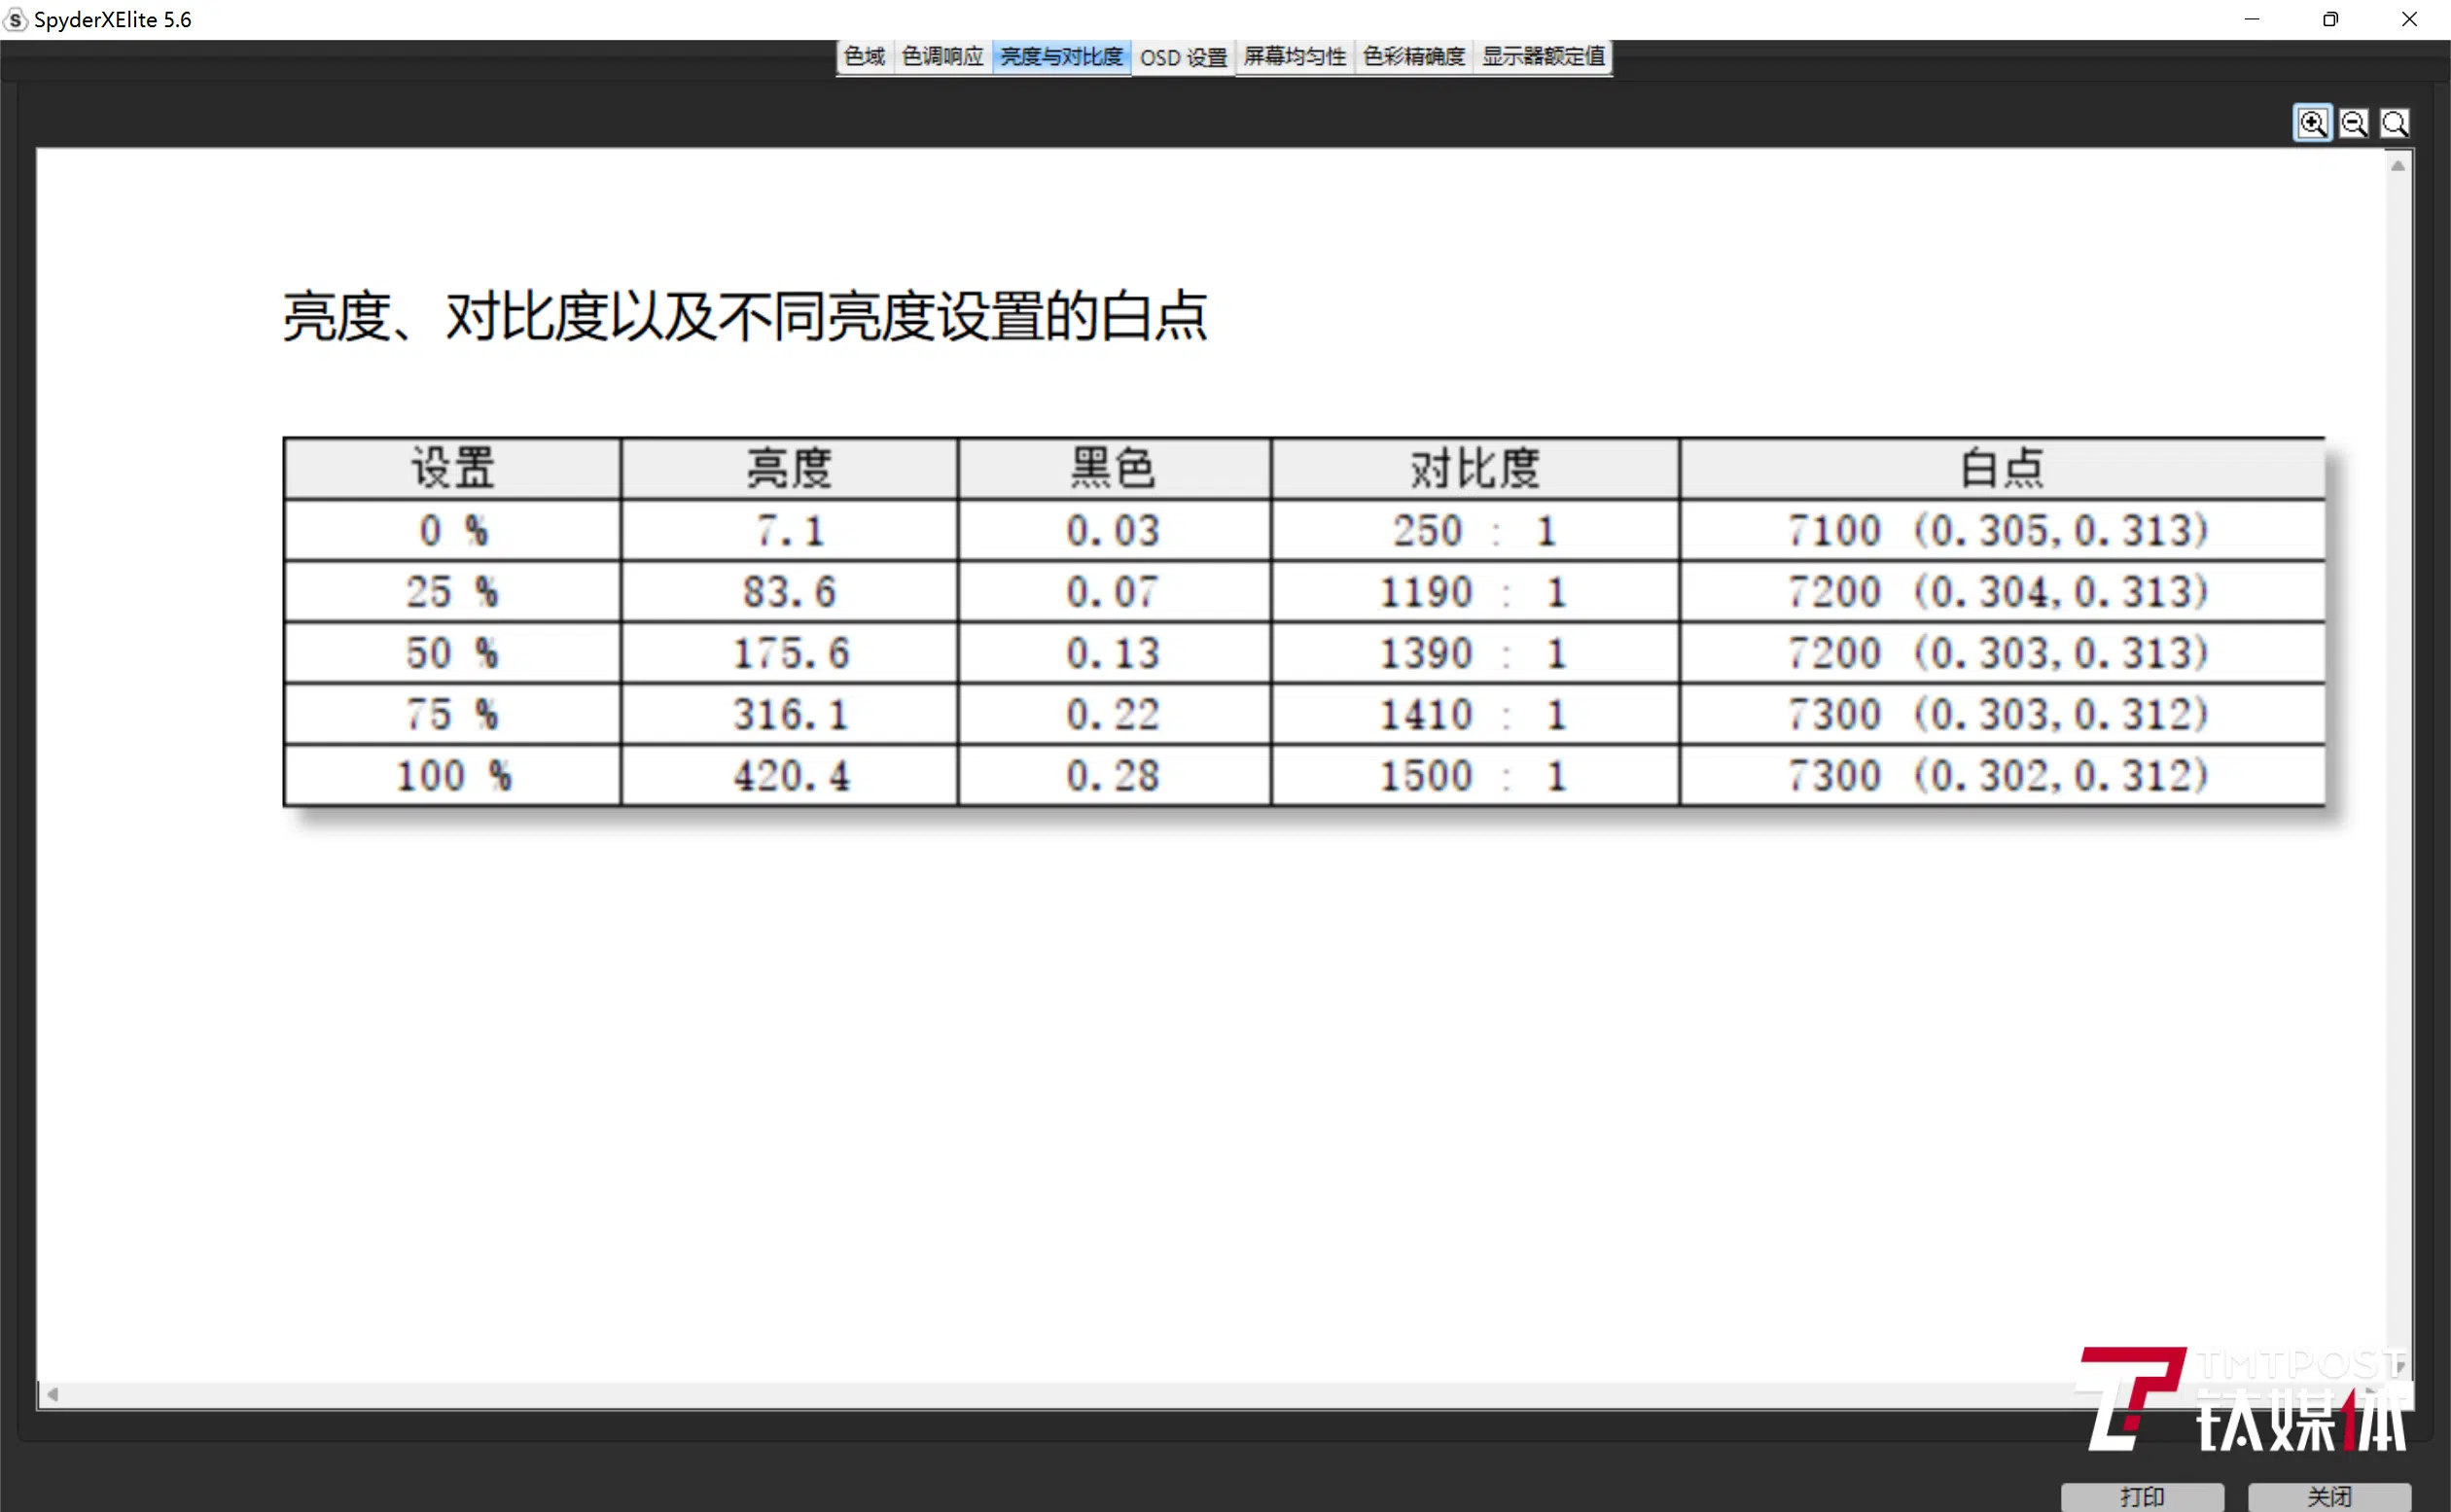 SpyderXElite 5.6
色域 色调响应 亮度与对比度 OSD 设置 屏幕均匀性 色彩精确度 显示器额定值
亮度、对比度以及不同亮度设置的白点
设置 亮度 黑色 对比度 白点
0 % 7.1 0.03 250 : 1 7100 (0.305,0.313)
25 % 83.6 0.07 1190 : 1 7200 (0.304,0.313)
50 % 175.6 0.13 1390 : 1 7200 (0.303,0.313)
75 % 316.1 0.22 1410 : 1 7300 (0.303,0.312)
100 % 420.4 0.28 1500 : 1 7300 (0.302,0.312)
TMTPOST
钛媒体
打印 关闭